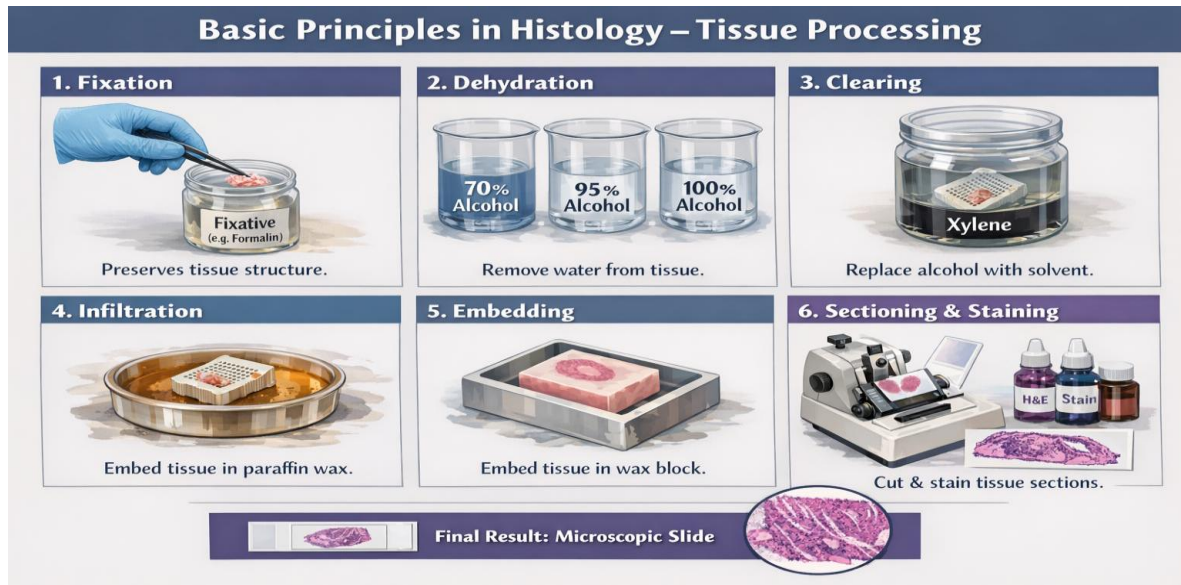 Basic Principles in Histology – Tissue Processing
1. Fixation
Fixative
(e.g. Formalin)
Preserves tissue structure.
2. Dehydration
70%
Alcohol
95%
Alcohol
100%
Alcohol
Remove water from tissue.
3. Clearing
Xylene
Replace alcohol with solvent.
4. Infiltration
Embed tissue in paraffin wax.
5. Embedding
Embed tissue in wax block.
6. Sectioning & Staining
H&E
Stain
Cut & stain tissue sections.
Final Result: Microscopic Slide